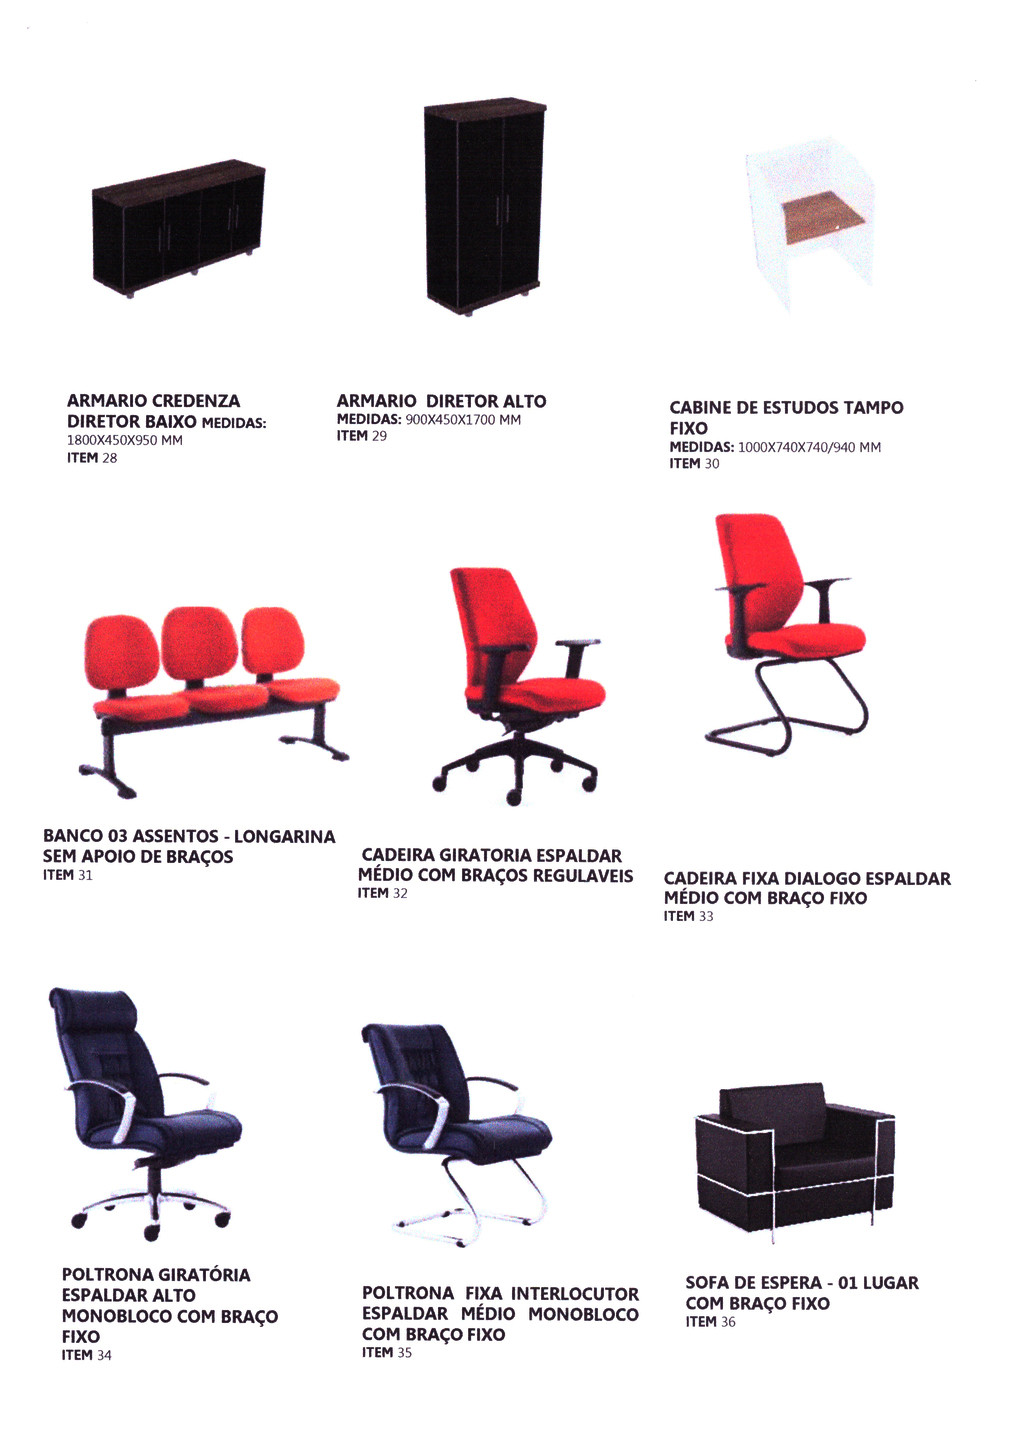 ARMARIO CREDENZA
DIRETOR BAIXO MEDIDAS:
1800X450X950 MM
ITEM 28
ARMARIO DIRETOR ALTO
MEDIDAS: 900X450X1700 MM
ITEM 29
CABINE DE ESTUDOS TAMPO
FIXO
MEDIDAS: 1000X740X740/940 MM
ITEM 30
BANCO 03 ASSENTOS - LONGARINA
SEM APOIO DE BRAÇOS
ITEM 31
CADEIRA GIRATORIA ESPALDAR
MÉDIO COM BRAÇOS REGULAVEIS
ITEM 32
CADEIRA FIXA DIALOGO ESPALDAR
MÉDIO COM BRAÇO FIXO
ITEM 33
POLTRONA GIRATÓRIA
ESPALDAR ALTO
MONOBLOCO COM BRAÇO
FIXO
ITEM 34
POLTRONA FIXA INTERLOCUTOR
ESPALDAR MÉDIO MONOBLOCO
COM BRAÇO FIXO
ITEM 35
SOFA DE ESPERA - 01 LUGAR
COM BRAÇO FIXO
ITEM 36